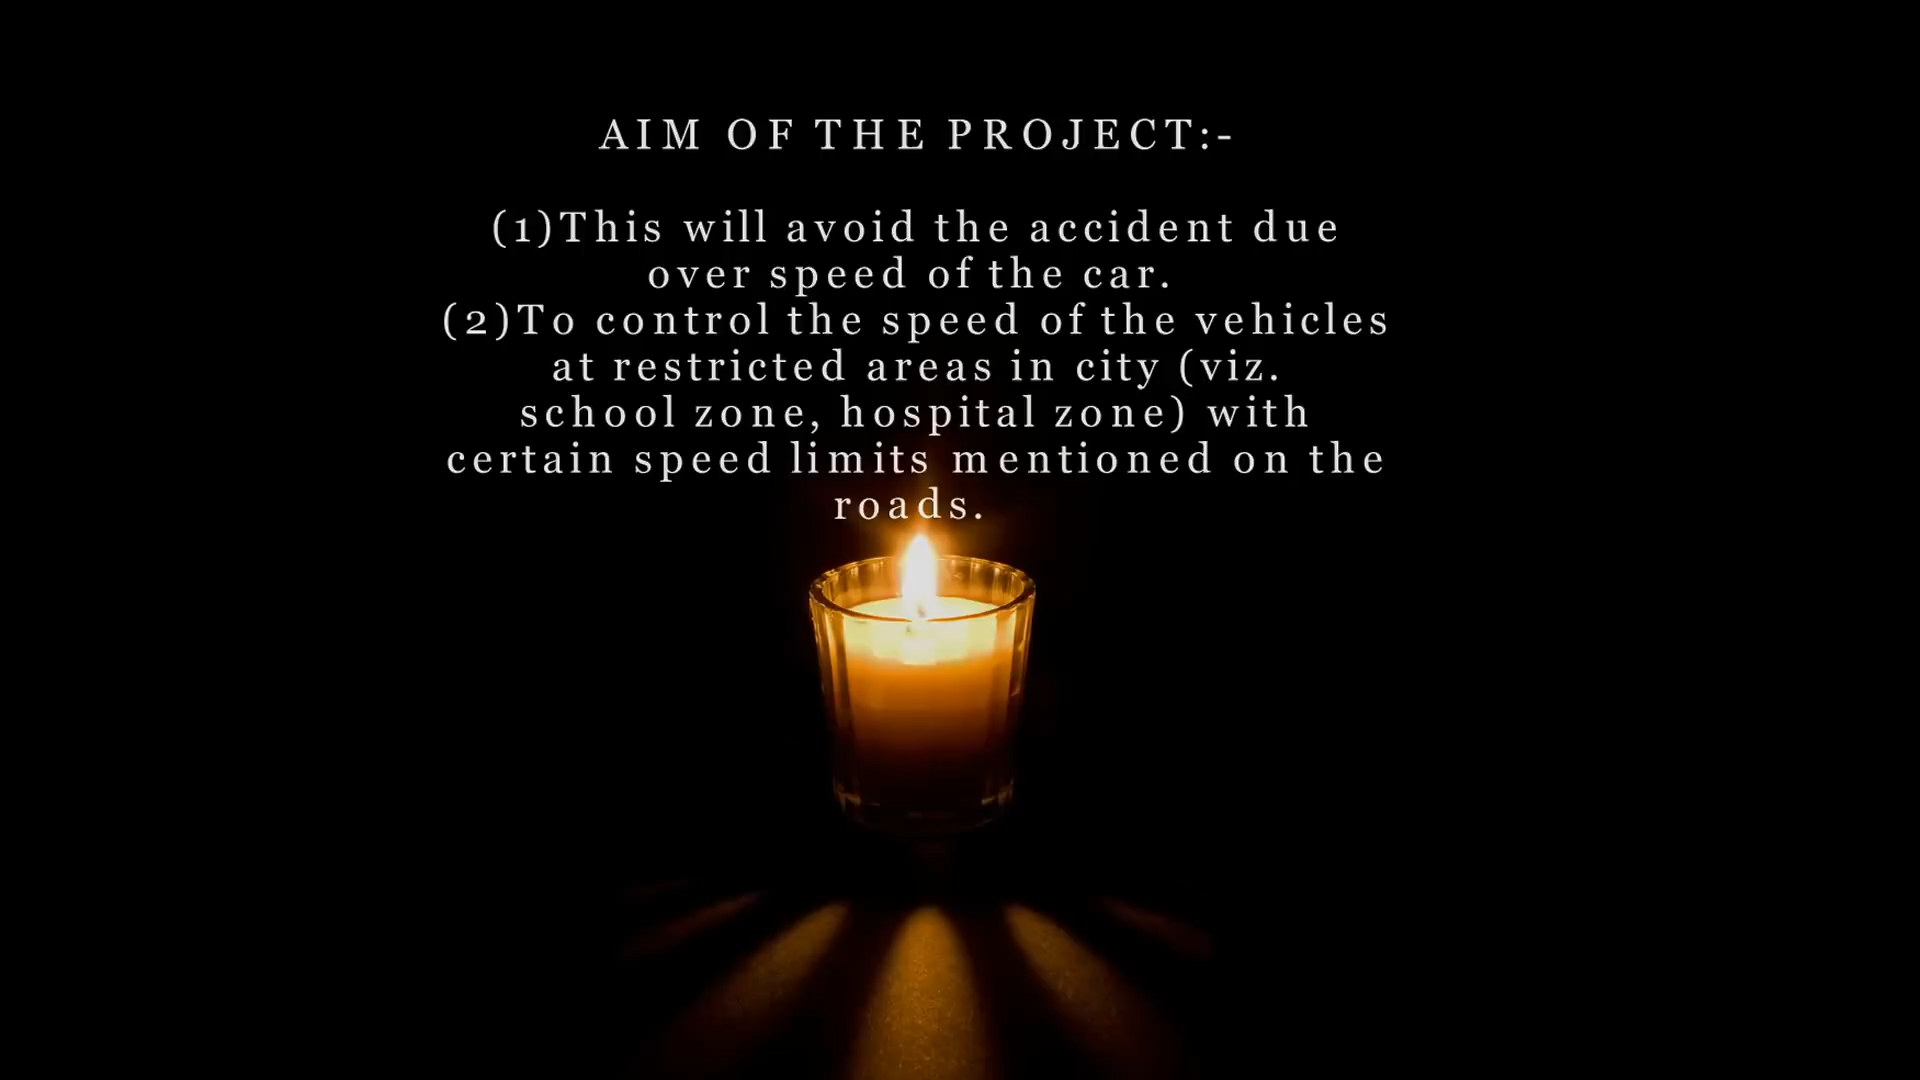 AIM OF THE PROJECT:-
(1)This will avoid the accident due
over speed of the car.
(2)To control the speed of the vehicles
at restricted areas in city (viz.
school zone, hospital zone) with
certain speed limits mentioned on the
roads.